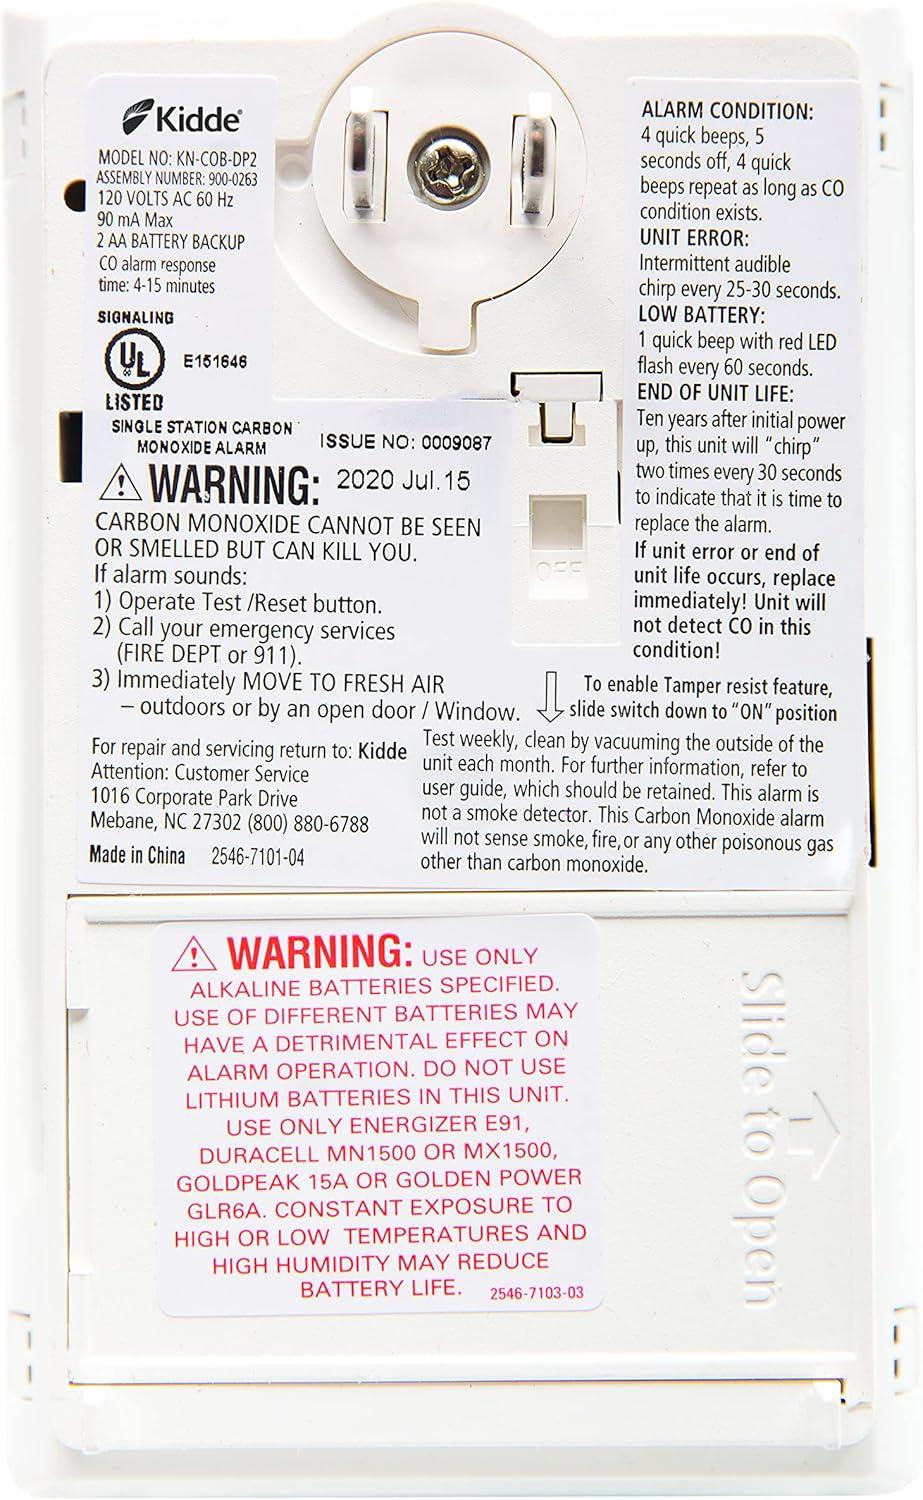 Kidde®
MODEL NO: KN-COB-DP2
ASSEMBLY NUMBER: 900-0263
120 VOLTS AC 60 Hz
90 mA Max
2 AA BATTERY BACKUP
CO alarm response
time: 4-15 minutes
SIGNALING
UL
E151646
LISTED
SINGLE STATION CARBON
MONOXIDE ALARM
ISSUE NO: 0009087
WARNING: 2020 Jul.15
CARBON MONOXIDE CANNOT BE SEEN
OR SMELLED BUT CAN KILL YOU.
If alarm sounds:
1) Operate Test /Reset button.
2) Call your emergency services
(FIRE DEPT or 911).
3) Immediately MOVE TO FRESH AIR
– outdoors or by an open door / Window.
For repair and servicing return to: Kidde
Attention: Customer Service
1016 Corporate Park Drive
Mebane, NC 27302 (800) 880-6788
Made in China 2546-7101-04
ALARM CONDITION:
4 quick beeps, 5
seconds off, 4 quick
beeps repeat as long as CO
condition exists.
UNIT ERROR:
Intermittent audible
chirp every 25-30 seconds.
LOW BATTERY:
1 quick beep with red LED
flash every 60 seconds.
END OF UNIT LIFE:
Ten years after initial power
up, this unit will "chirp"
two times every 30 seconds
to indicate that it is time to
replace the alarm.
If unit error or end of
unit life occurs, replace
immediately! Unit will
not detect CO in this
condition!
OFF
To enable Tamper resist feature,
slide switch down to "ON" position
Test weekly, clean by vacuuming the outside of the
unit each month. For further information, refer to
user guide, which should be retained. This alarm is
not a smoke detector. This Carbon Monoxide alarm
will not sense smoke, fire, or any other poisonous gas
other than carbon monoxide.
WARNING: USE ONLY
ALKALINE BATTERIES SPECIFIED.
USE OF DIFFERENT BATTERIES MAY
HAVE A DETRIMENTAL EFFECT ON
ALARM OPERATION. DO NOT USE
LITHIUM BATTERIES IN THIS UNIT.
USE ONLY ENERGIZER E91,
DURACELL MN1500 OR MX1500,
GOLDPEAK 15A OR GOLDEN POWER
GLR6A. CONSTANT EXPOSURE TO
HIGH OR LOW TEMPERATURES AND
HIGH HUMIDITY MAY REDUCE
BATTERY LIFE. 2546-7103-03
Slide to Open